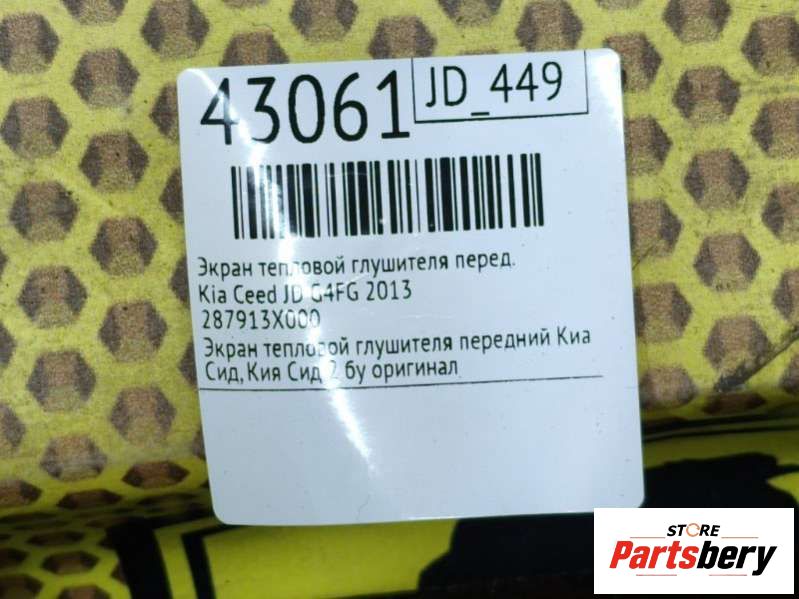 43061
JD_449
Экран тепловой глушителя перед.
Kia Ceed JD G4FG 2013
287913X000
Экран тепловой глушителя передний Киа
Сид, Кия Сид 2 бу оригинал
STORE
Partsbery